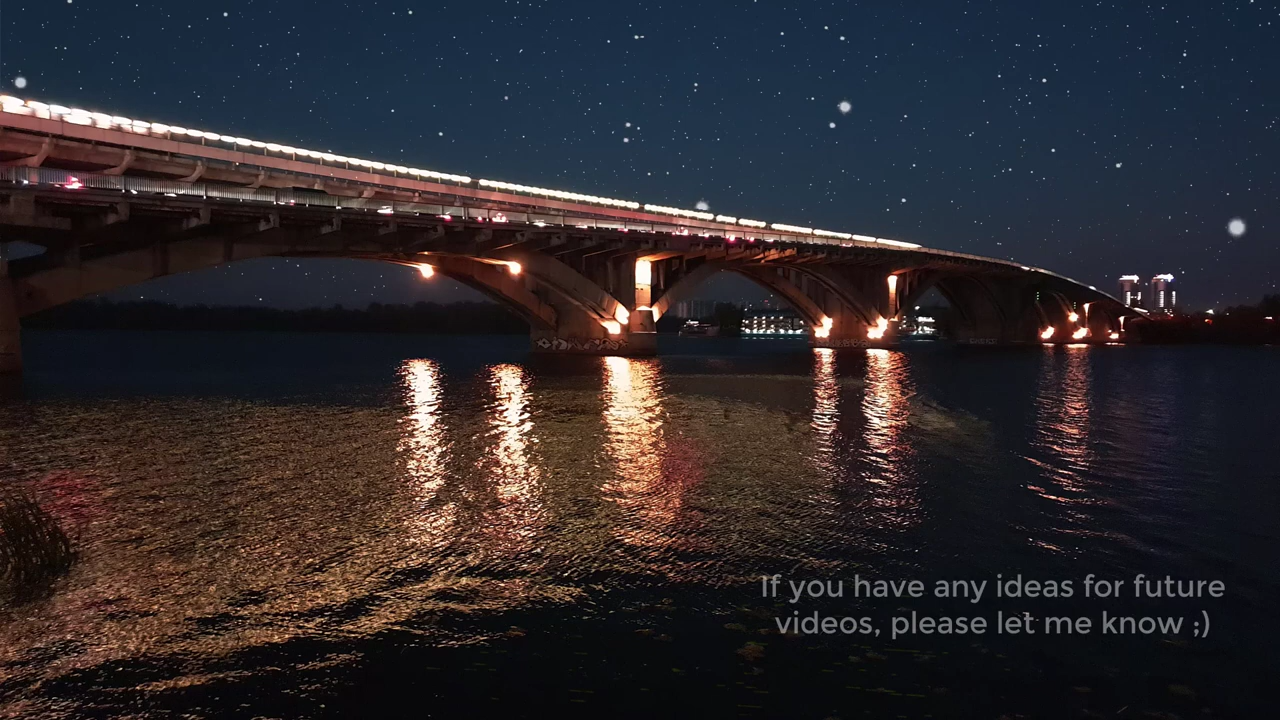 If you have any ideas for future
videos, please let me know ;)